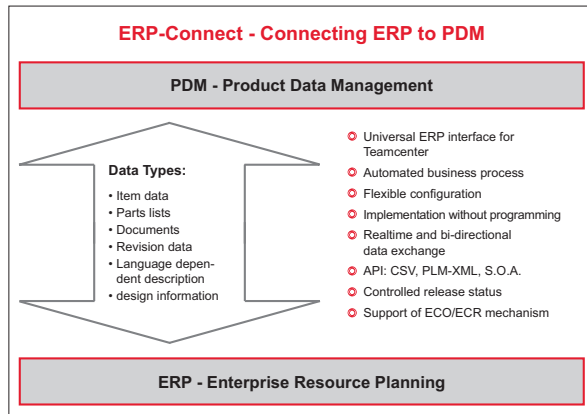 ERP-Connect - Connecting ERP to PDM
PDM - Product Data Management
Data Types:
• Item data
• Parts lists
• Documents
• Revision data
• Language depen-
dent description
• design information
Universal ERP interface for
Teamcenter
Automated business process
Flexible configuration
Implementation without programming
Realtime and bi-directional
data exchange
API: CSV, PLM-XML, S.O.A.
Controlled release status
Support of ECO/ECR mechanism
ERP - Enterprise Resource Planning